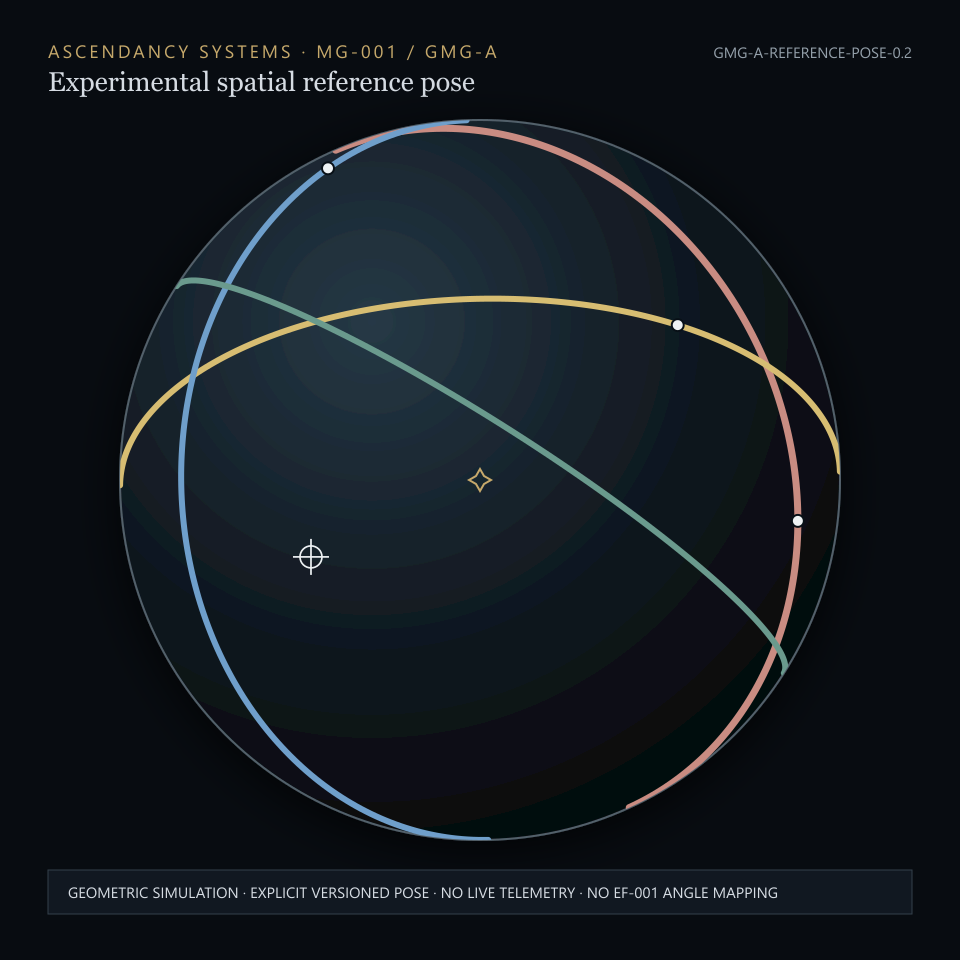 ASCENDANCY SYSTEMS · MG-001 / GMG-A
GMG-A-REFERENCE-POSE-0.2
Experimental spatial reference pose
GEOMETRIC SIMULATION · EXPLICIT VERSIONED POSE · NO LIVE TELEMETRY · NO EF-001 ANGLE MAPPING